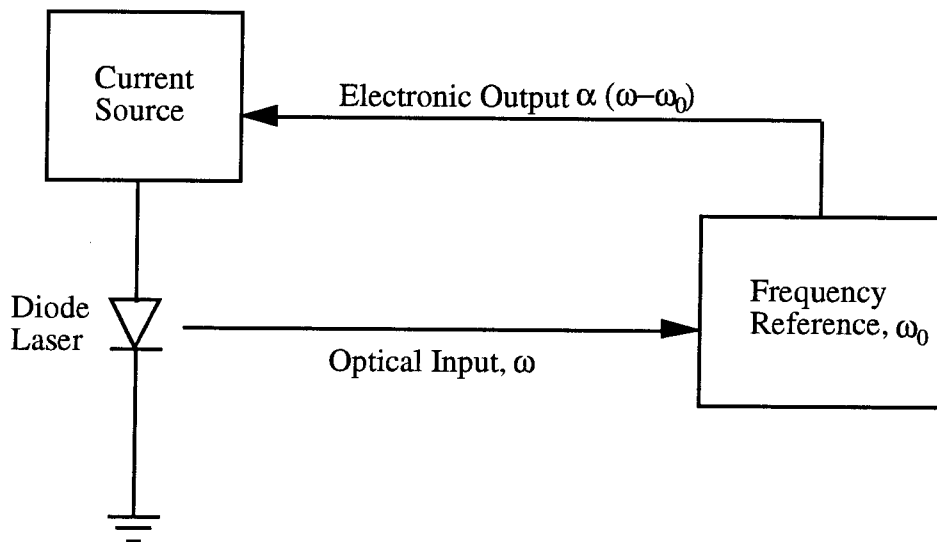 Current
Source
Electronic Output α (ω–ω₀)
Diode
Laser
Optical Input, ω
Frequency
Reference, ω₀